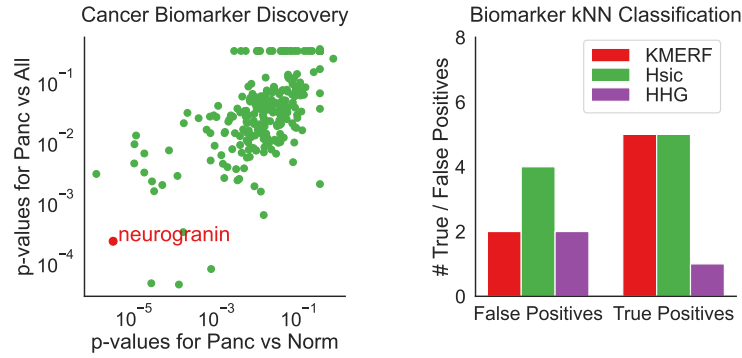 Cancer Biomarker Discovery
p-values for Panc vs All
10⁻¹
10⁻²
10⁻³
10⁻⁴
neurogranin
10⁻⁵
10⁻³
10⁻¹
p-values for Panc vs Norm
Biomarker kNN Classification
# True / False Positives
8
6
4
2
0
KMERF
Hsic
HHG
False Positives
True Positives